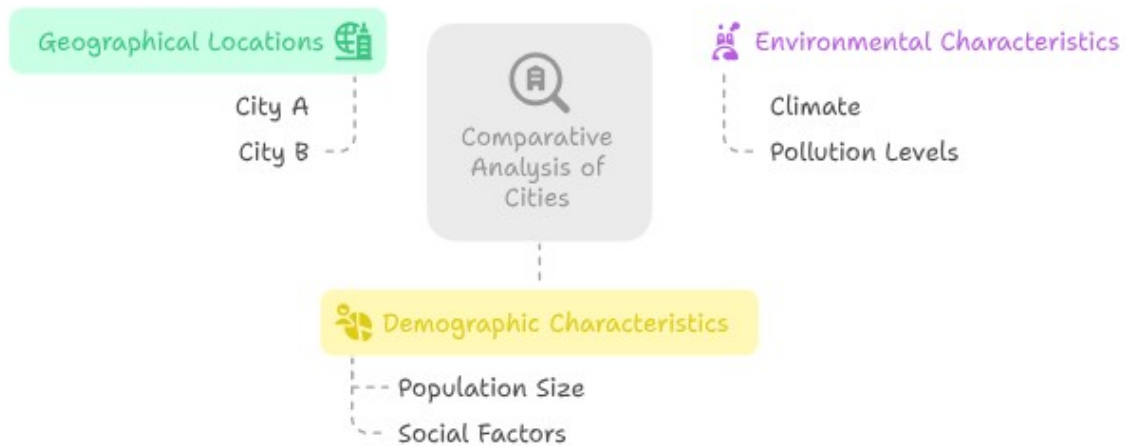 Geographical Locations
City A
City B
Comparative
Analysis of
Cities
Environmental Characteristics
Climate
Pollution Levels
Demographic Characteristics
Population Size
Social Factors